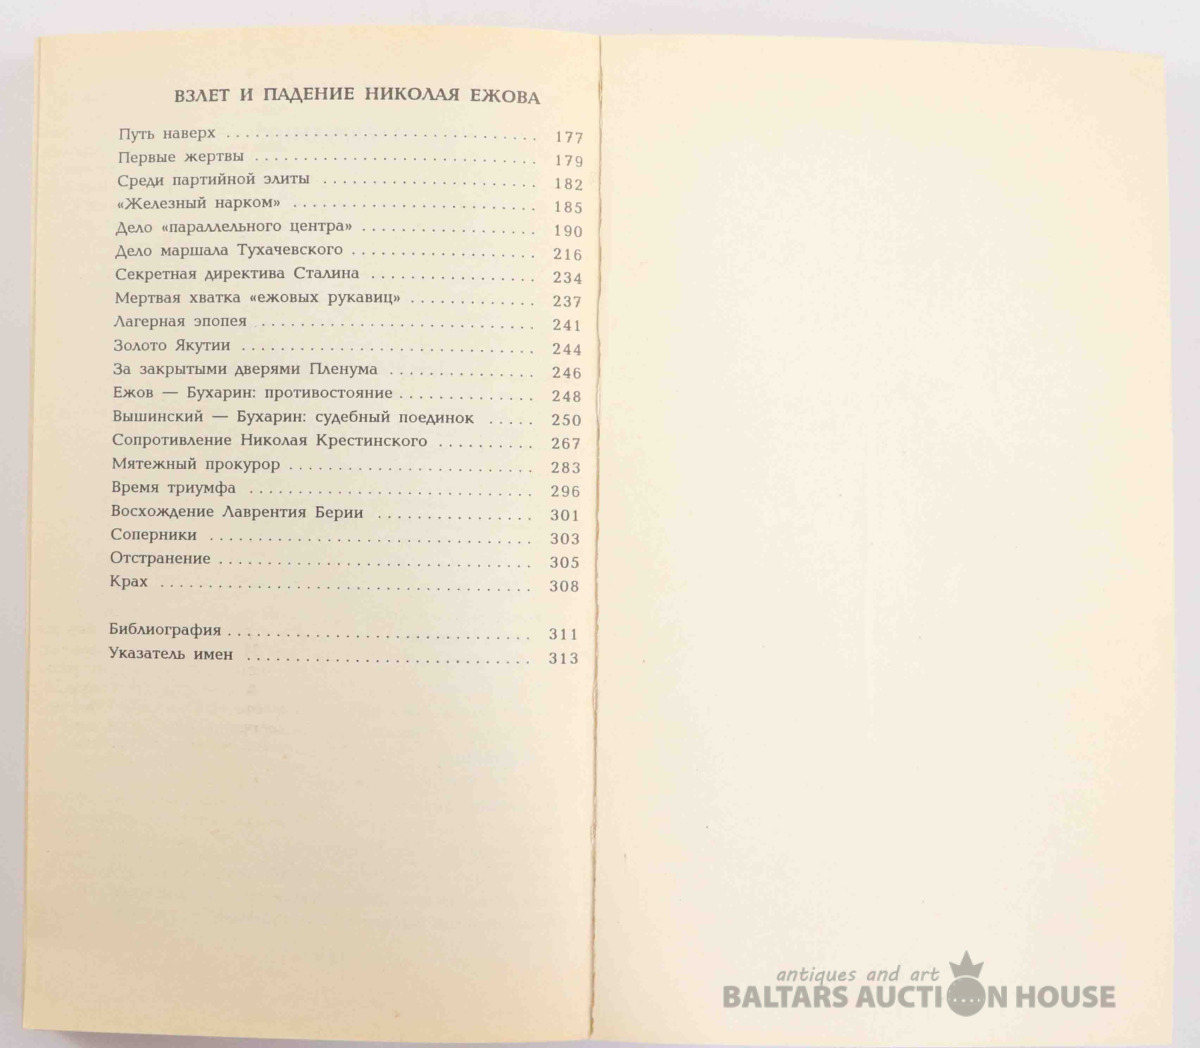 ВЗЛЕТ И ПАДЕНИЕ НИКОЛАЯ ЕЖОВА
Путь наверх ................................ 177
Первые жертвы ............................. 179
Среди партийной элиты ...................... 182
«Железный нарком» ......................... 185
Дело «параллельного центра» .................. 190
Дело маршала Тухачевского ................... 216
Секретная директива Сталина ................. 234
Мертвая хватка «ежовых рукавиц» ............. 237
Лагерная эпопея ............................ 241
Золото Якутии .............................. 244
За закрытыми дверями Пленума ............... 246
Ежов — Бухарин: противостояние .............. 248
Вышинский — Бухарин: судебный поединок ..... 250
Сопротивление Николая Крестинского .......... 267
Мятежный прокурор ......................... 283
Время триумфа ............................. 296
Восхождение Лаврентия Берии ................ 301
Соперники ................................. 303
Отстранение ................................ 305
Крах ...................................... 308
Библиография ............................... 311
Указатель имен ............................. 313
antiques and art
BALTARS AUCTION HOUSE